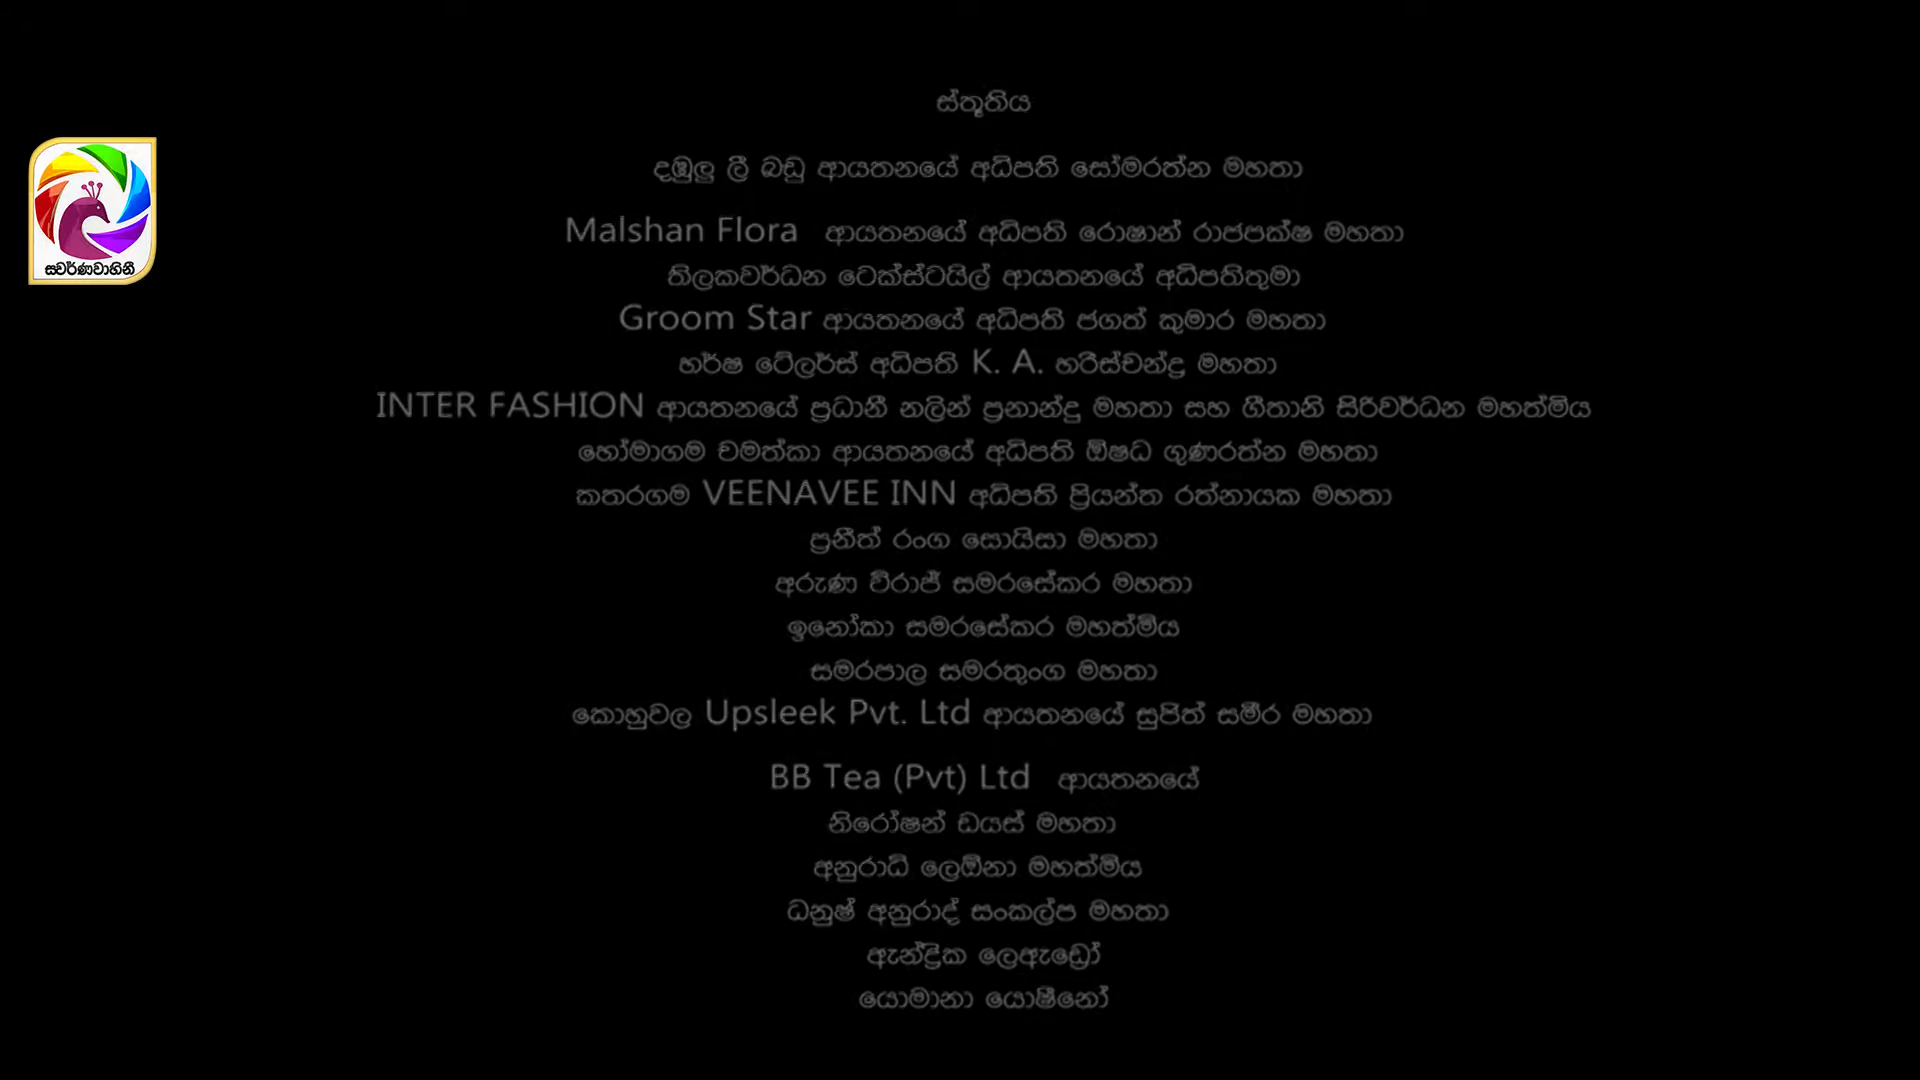 ස්තූතිය
දඹුලු ලී බඩු ආයතනයේ අධිපති සෝමරත්න මහතා
ස්වර්ණවාහිනී
Malshan Flora ආයතනයේ අධිපති රොෂාන් රාජපක්ෂ මහතා
තිලකවර්ධන ටෙක්ස්ටයිල් ආයතනයේ අධිපතිතුමා
Groom Star ආයතනයේ අධිපති ජගත් කුමාර මහතා
හර්ෂ ටේලර්ස් අධිපති K. A. හරිස්චන්ද්‍ර මහතා
INTER FASHION ආයතනයේ ප්‍රධානී නලින් ප්‍රනාන්දු මහතා සහ ගීතානි සිරිවර්ධන මහත්මිය
හෝමාගම චමත්කා ආයතනයේ අධිපති ඕෂධ ගුණරත්න මහතා
කතරගම VEENAVEE INN අධිපති ප්‍රියන්ත රත්නායක මහතා
ප්‍රනීත් රංග සොයිසා මහතා
අරුණ විරාජ් සමරසේකර මහතා
ඉනෝකා සමරසේකර මහත්මිය
සමරපාල සමරතුංග මහතා
කොහුවල Upsleek Pvt. Ltd ආයතනයේ සුපිත් සමීර මහතා
BB Tea (Pvt) Ltd ආයතනයේ
නිරෝෂන් ඩයස් මහතා
අනුරාධි ලෙඕනා මහත්මිය
ධනුෂ් අනුරාද් සංකල්ප මහතා
ඇන්ද්‍රික ලෙඇඩ්‍රෝ
යොමානා යොෂීනෝ